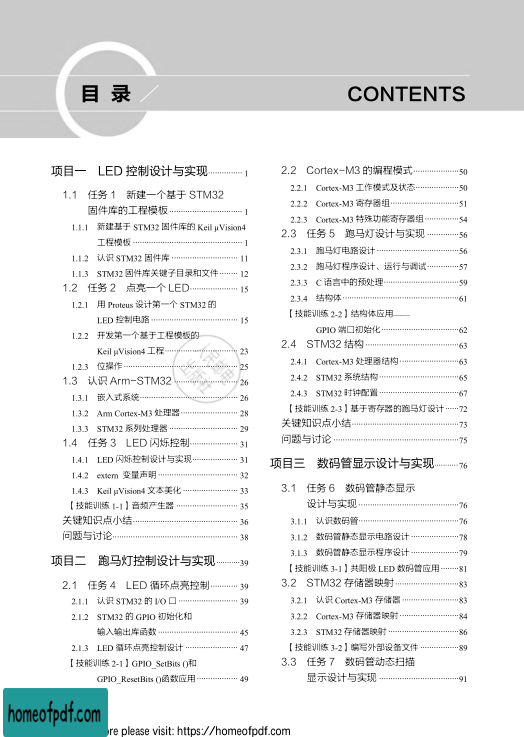 目 录
CONTENTS
项目一 LED 控制设计与实现 1
1.1 任务 1 新建一个基于 STM32
固件库的工程模板 1
1.1.1 新建基于 STM32 固件库的 Keil μVision4
工程模板 1
1.1.2 认识 STM32 固件库 11
1.1.3 STM32 固件库关键子目录和文件 12
1.2 任务 2 点亮一个 LED 15
1.2.1 用 Proteus 设计第一个 STM32 的
LED 控制电路 15
1.2.2 开发第一个基于工程模板的
Keil μVision4 工程 23
1.2.3 位操作 25
1.3 认识 Arm-STM32 26
1.3.1 嵌入式系统 26
1.3.2 Arm Cortex-M3 处理器 28
1.3.3 STM32 系列处理器 29
1.4 任务 3 LED 闪烁控制 31
1.4.1 LED 闪烁控制设计与实现 31
1.4.2 extern 变量声明 32
1.4.3 Keil μVision4 文本美化 33
【技能训练 1-1】音频产生器 35
关键知识点小结 36
问题与讨论 38
项目二 跑马灯控制设计与实现 39
2.1 任务 4 LED 循环点亮控制 39
2.1.1 认识 STM32 的 I/O 口 39
2.1.2 STM32 的 GPIO 初始化和
输入输出库函数 45
2.1.3 LED 循环点亮控制设计 47
【技能训练 2-1】GPIO_SetBits ()和
GPIO_ResetBits ()函数应用 49
2.2 Cortex-M3 的编程模式 50
2.2.1 Cortex-M3 工作模式及状态 50
2.2.2 Cortex-M3 寄存器组 51
2.2.3 Cortex-M3 特殊功能寄存器组 54
2.3 任务 5 跑马灯设计与实现 56
2.3.1 跑马灯电路设计 56
2.3.2 跑马灯程序设计、运行与调试 57
2.3.3 C 语言中的预处理 59
2.3.4 结构体 61
【技能训练 2-2】结构体应用——
GPIO 端口初始化 62
2.4 STM32 结构 63
2.4.1 Cortex-M3 处理器结构 63
2.4.2 STM32 系统结构 65
2.4.3 STM32 时钟配置 67
【技能训练 2-3】基于寄存器的跑马灯设计 72
关键知识点小结 73
问题与讨论 75
项目三 数码管显示设计与实现 76
3.1 任务 6 数码管静态显示
设计与实现 76
3.1.1 认识数码管 76
3.1.2 数码管静态显示电路设计 78
3.1.3 数码管静态显示程序设计 79
【技能训练 3-1】共阳极 LED 数码管应用 81
3.2 STM32 存储器映射 83
3.2.1 认识 Cortex-M3 存储器 83
3.2.2 Cortex-M3 存储器映射 84
3.2.3 STM32 存储器映射 86
【技能训练 3-2】编写外部设备文件 89
3.3 任务 7 数码管动态扫描
显示设计与实现 91
homeofpdf.com
re please visit: https://homeofpdf.com